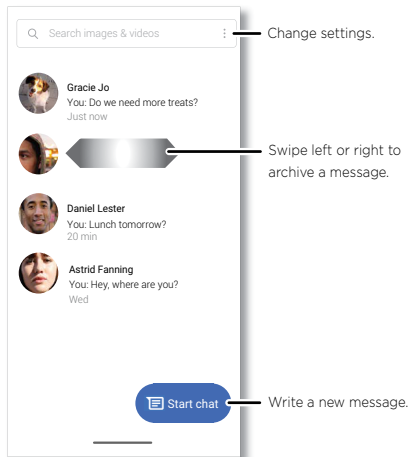 Search images & videos
Change settings.
Gracie Jo
You: Do we need more treats?
Just now
Swipe left or right to
archive a message.
Daniel Lester
You: Lunch tomorrow?
20 min
Astrid Fanning
You: Hey, where are you?
Wed
Start chat
Write a new message.